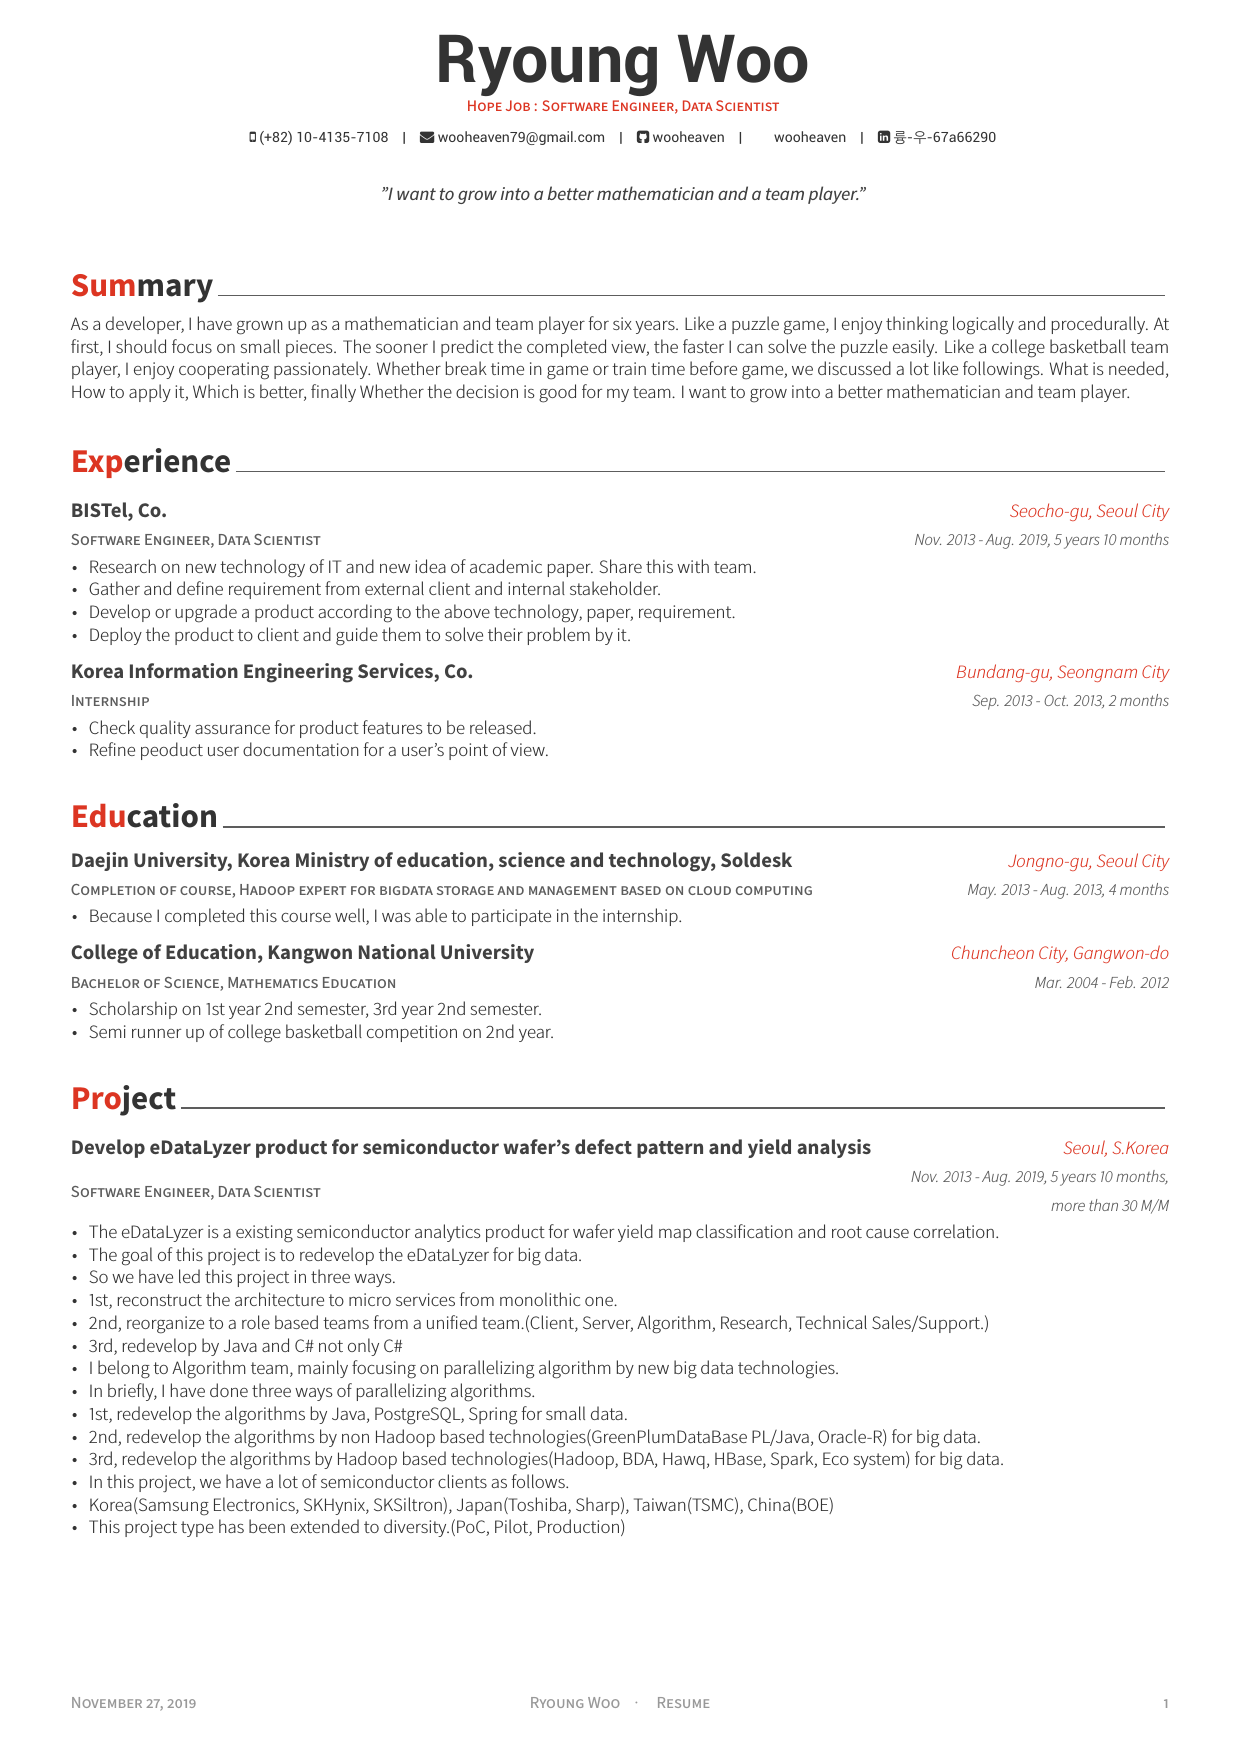 Ryoung Woo
Hope Job : Software Engineer, Data Scientist
(+82) 10-4135-7108 | wooheaven79@gmail.com | wooheaven | wooheaven | 륭-우-67a66290
”I want to grow into a better mathematician and a team player.”
Summary
As a developer, I have grown up as a mathematician and team player for six years. Like a puzzle game, I enjoy thinking logically and procedurally. At
first, I should focus on small pieces. The sooner I predict the completed view, the faster I can solve the puzzle easily. Like a college basketball team
player, I enjoy cooperating passionately. Whether break time in game or train time before game, we discussed a lot like followings. What is needed,
How to apply it, Which is better, finally Whether the decision is good for my team. I want to grow into a better mathematician and team player.
Experience
BISTel, Co. Seocho-gu, Seoul City
Software Engineer, Data Scientist Nov. 2013 - Aug. 2019, 5 years 10 months
• Research on new technology of IT and new idea of academic paper. Share this with team.
• Gather and define requirement from external client and internal stakeholder.
• Develop or upgrade a product according to the above technology, paper, requirement.
• Deploy the product to client and guide them to solve their problem by it.
Korea Information Engineering Services, Co. Bundang-gu, Seongnam City
Internship Sep. 2013 - Oct. 2013, 2 months
• Check quality assurance for product features to be released.
• Refine peoduct user documentation for a user’s point of view.
Education
Daejin University, Korea Ministry of education, science and technology, Soldesk Jongno-gu, Seoul City
Completion of course, Hadoop expert for bigdata storage and management based on cloud computing May. 2013 - Aug. 2013, 4 months
• Because I completed this course well, I was able to participate in the internship.
College of Education, Kangwon National University Chuncheon City, Gangwon-do
Bachelor of Science, Mathematics Education Mar. 2004 - Feb. 2012
• Scholarship on 1st year 2nd semester, 3rd year 2nd semester.
• Semi runner up of college basketball competition on 2nd year.
Project
Develop eDataLyzer product for semiconductor wafer’s defect pattern and yield analysis Seoul, S.Korea
Software Engineer, Data Scientist Nov. 2013 - Aug. 2019, 5 years 10 months,
more than 30 M/M
• The eDataLyzer is a existing semiconductor analytics product for wafer yield map classification and root cause correlation.
• The goal of this project is to redevelop the eDataLyzer for big data.
• So we have led this project in three ways.
• 1st, reconstruct the architecture to micro services from monolithic one.
• 2nd, reorganize to a role based teams from a unified team.(Client, Server, Algorithm, Research, Technical Sales/Support.)
• 3rd, redevelop by Java and C# not only C#
• I belong to Algorithm team, mainly focusing on parallelizing algorithm by new big data technologies.
• In briefly, I have done three ways of parallelizing algorithms.
• 1st, redevelop the algorithms by Java, PostgreSQL, Spring for small data.
• 2nd, redevelop the algorithms by non Hadoop based technologies(GreenPlumDataBase PL/Java, Oracle-R) for big data.
• 3rd, redevelop the algorithms by Hadoop based technologies(Hadoop, BDA, Hawq, HBase, Spark, Eco system) for big data.
• In this project, we have a lot of semiconductor clients as follows.
• Korea(Samsung Electronics, SKHynix, SKSiltron), Japan(Toshiba, Sharp), Taiwan(TSMC), China(BOE)
• This project type has been extended to diversity.(PoC, Pilot, Production)
November 27, 2019 Ryoung Woo · Resume 1